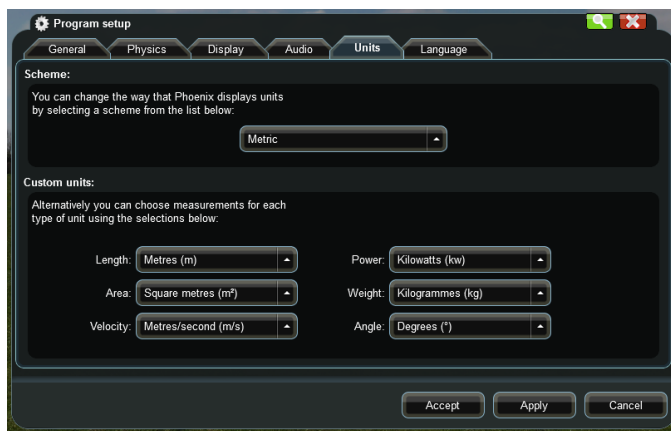 Program setup
General Physics Display Audio Units Language
Scheme:
You can change the way that Phoenix displays units
by selecting a scheme from the list below:
Metric
Custom units:
Alternatively you can choose measurements for each
type of unit using the selections below:
Length: Metres (m) Power: Kilowatts (kw)
Area: Square metres (m²) Weight: Kilogrammes (kg)
Velocity: Metres/second (m/s) Angle: Degrees (°)
Accept Apply Cancel